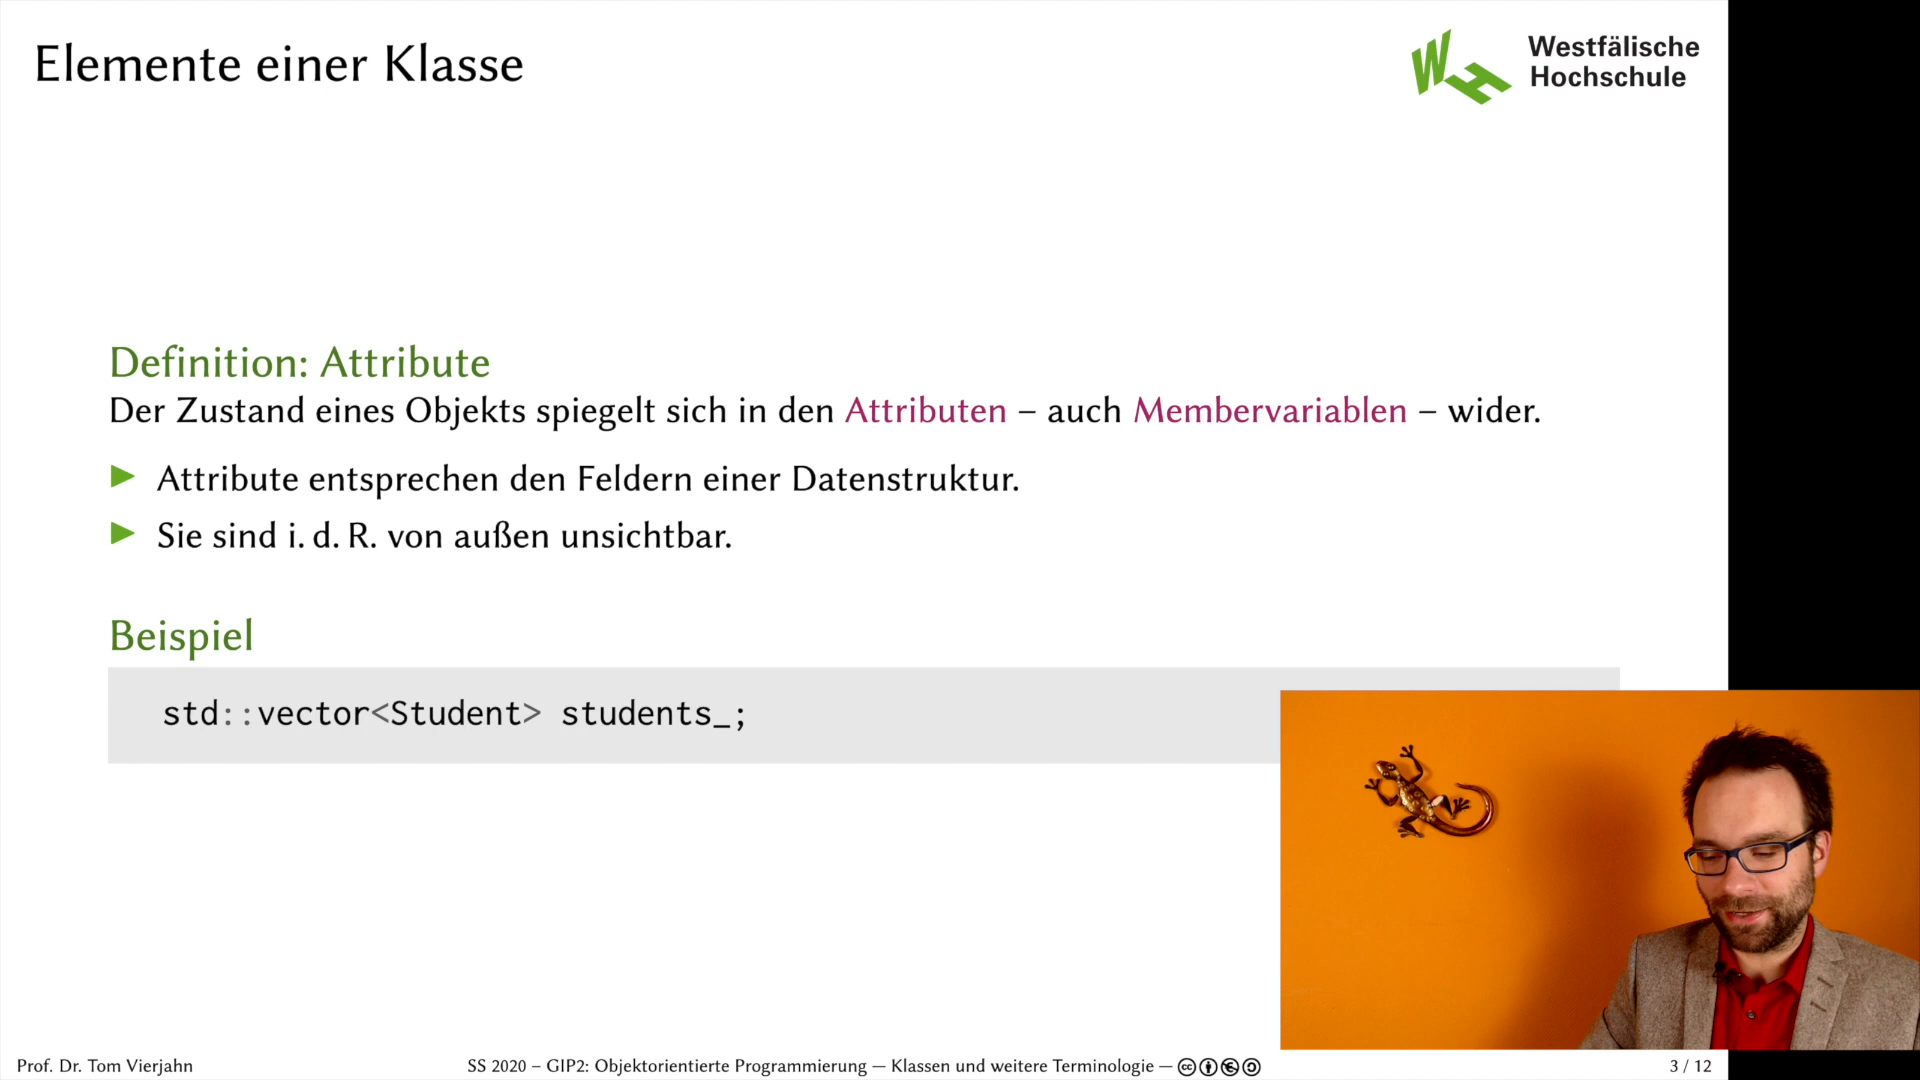 Elemente einer Klasse
Westfälische
Hochschule
Definition: Attribute
Der Zustand eines Objekts spiegelt sich in den Attributen – auch Membervariablen – wider.
Attribute entsprechen den Feldern einer Datenstruktur.
Sie sind i. d. R. von außen unsichtbar.
Beispiel
std::vector<Student> students_;
Prof. Dr. Tom Vierjahn
SS 2020 – GIP2: Objektorientierte Programmierung — Klassen und weitere Terminologie —
3 / 12